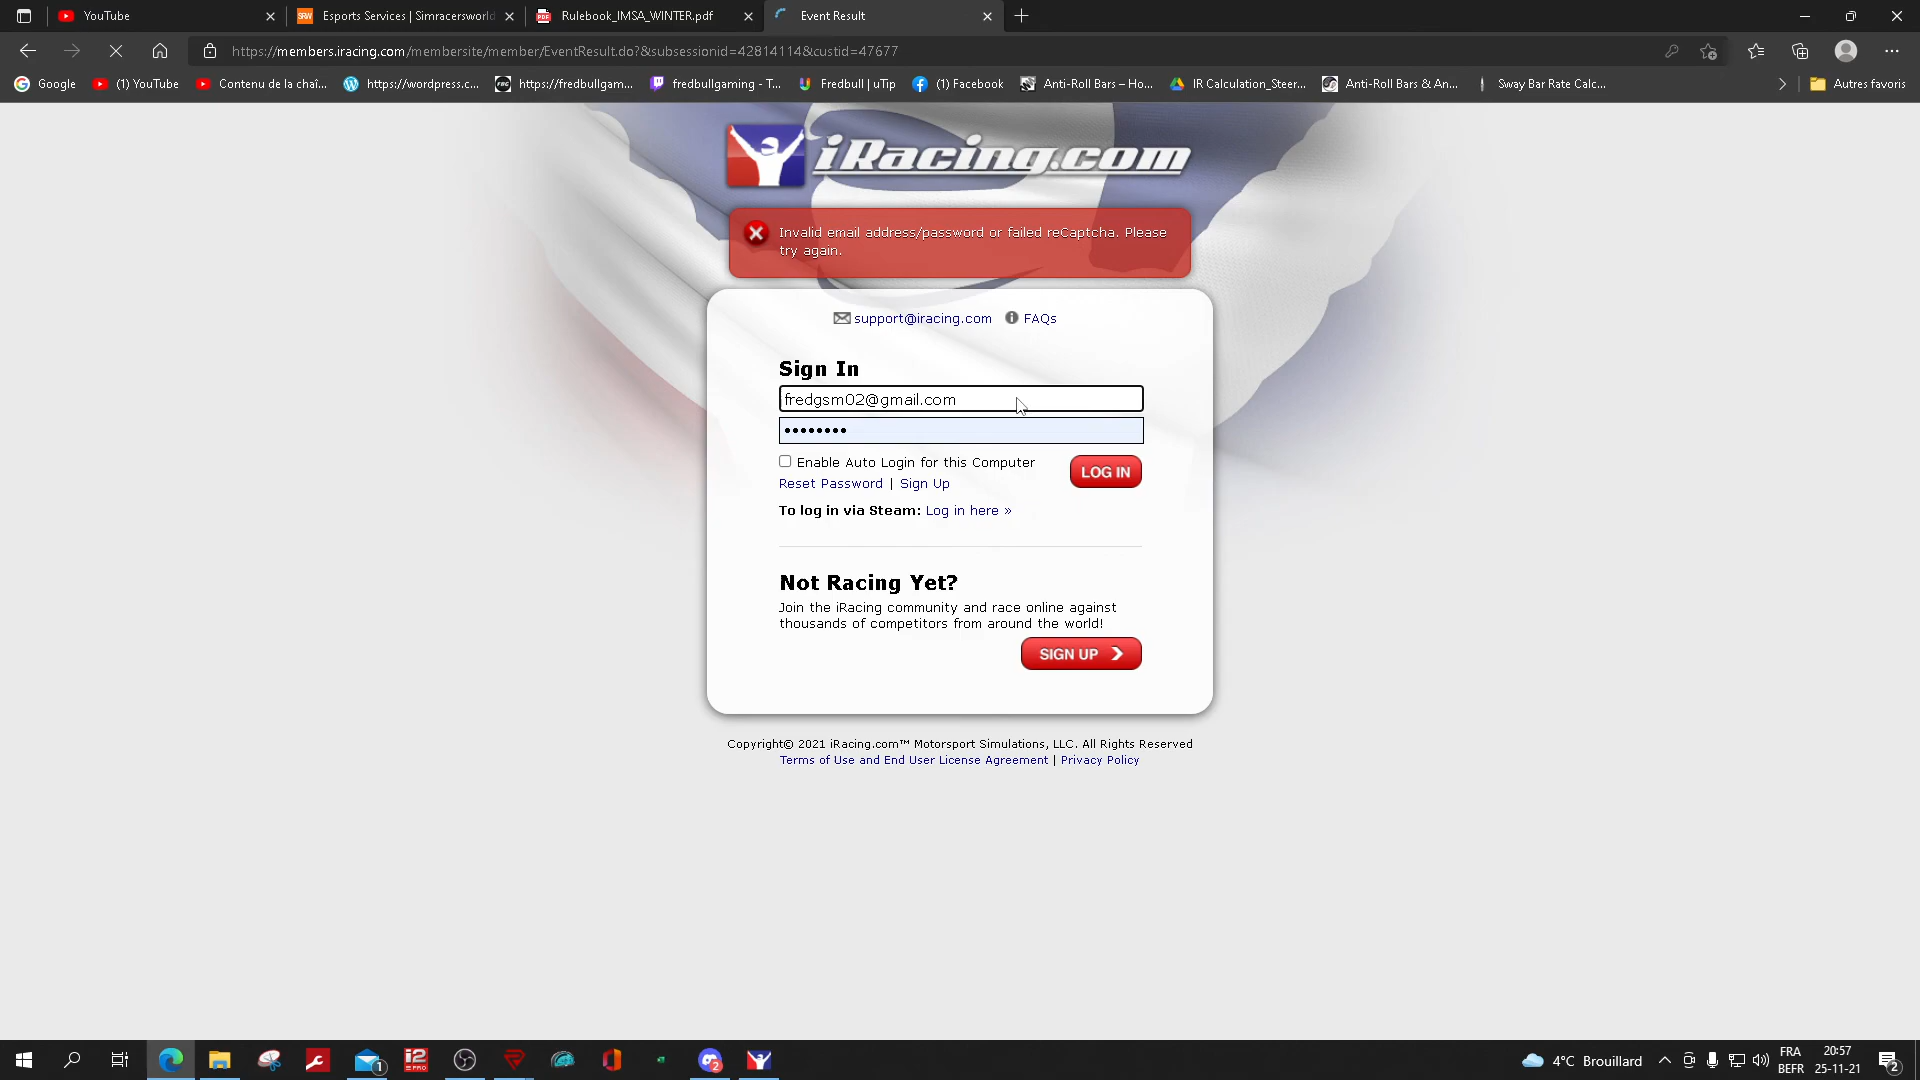 YouTube
Esports Services | Simracersworld
Rulebook_IMSA_WINTER.pdf
Event Result
https://members.iracing.com/membersite/member/EventResult.do?&subsessionid=42814114&custid=47677
Google
(1) YouTube
Contenu de la chaî...
https://wordpress.c...
https://fredbullgam...
fredbullgaming - T...
Fredbull | uTip
(1) Facebook
Anti-Roll Bars – Ho...
IR Calculation_Steer...
Anti-Roll Bars & An...
Sway Bar Rate Calc...
Autres favoris
iRacing.com
Invalid email address/password or failed reCaptcha. Please
try again.
support@iracing.com FAQs
Sign In
fredgsm02@gmail.com
Enable Auto Login for this Computer
LOG IN
Reset Password | Sign Up
To log in via Steam: Log in here »
Not Racing Yet?
Join the iRacing community and race online against
thousands of competitors from around the world!
SIGN UP
Copyright© 2021 iRacing.com™ Motorsport Simulations, LLC. All Rights Reserved
Terms of Use and End User License Agreement | Privacy Policy
4°C Brouillard
FRA
BEFR
20:57
25-11-21